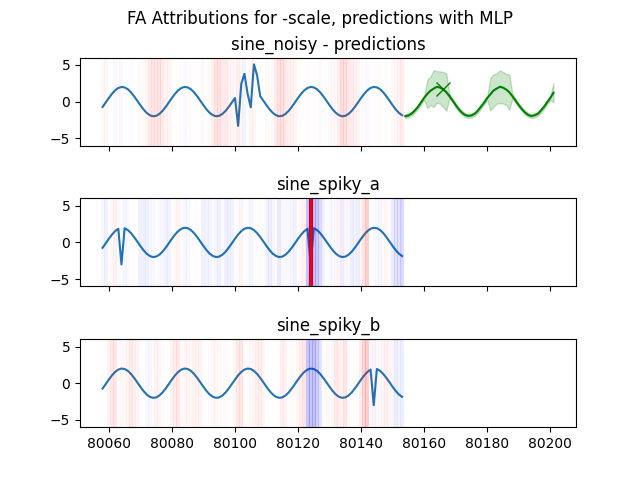 FA Attributions for -scale, predictions with MLP
sine_noisy - predictions
5
0
−5
sine_spiky_a
5
0
−5
sine_spiky_b
5
0
−5
80060 80080 80100 80120 80140 80160 80180 80200